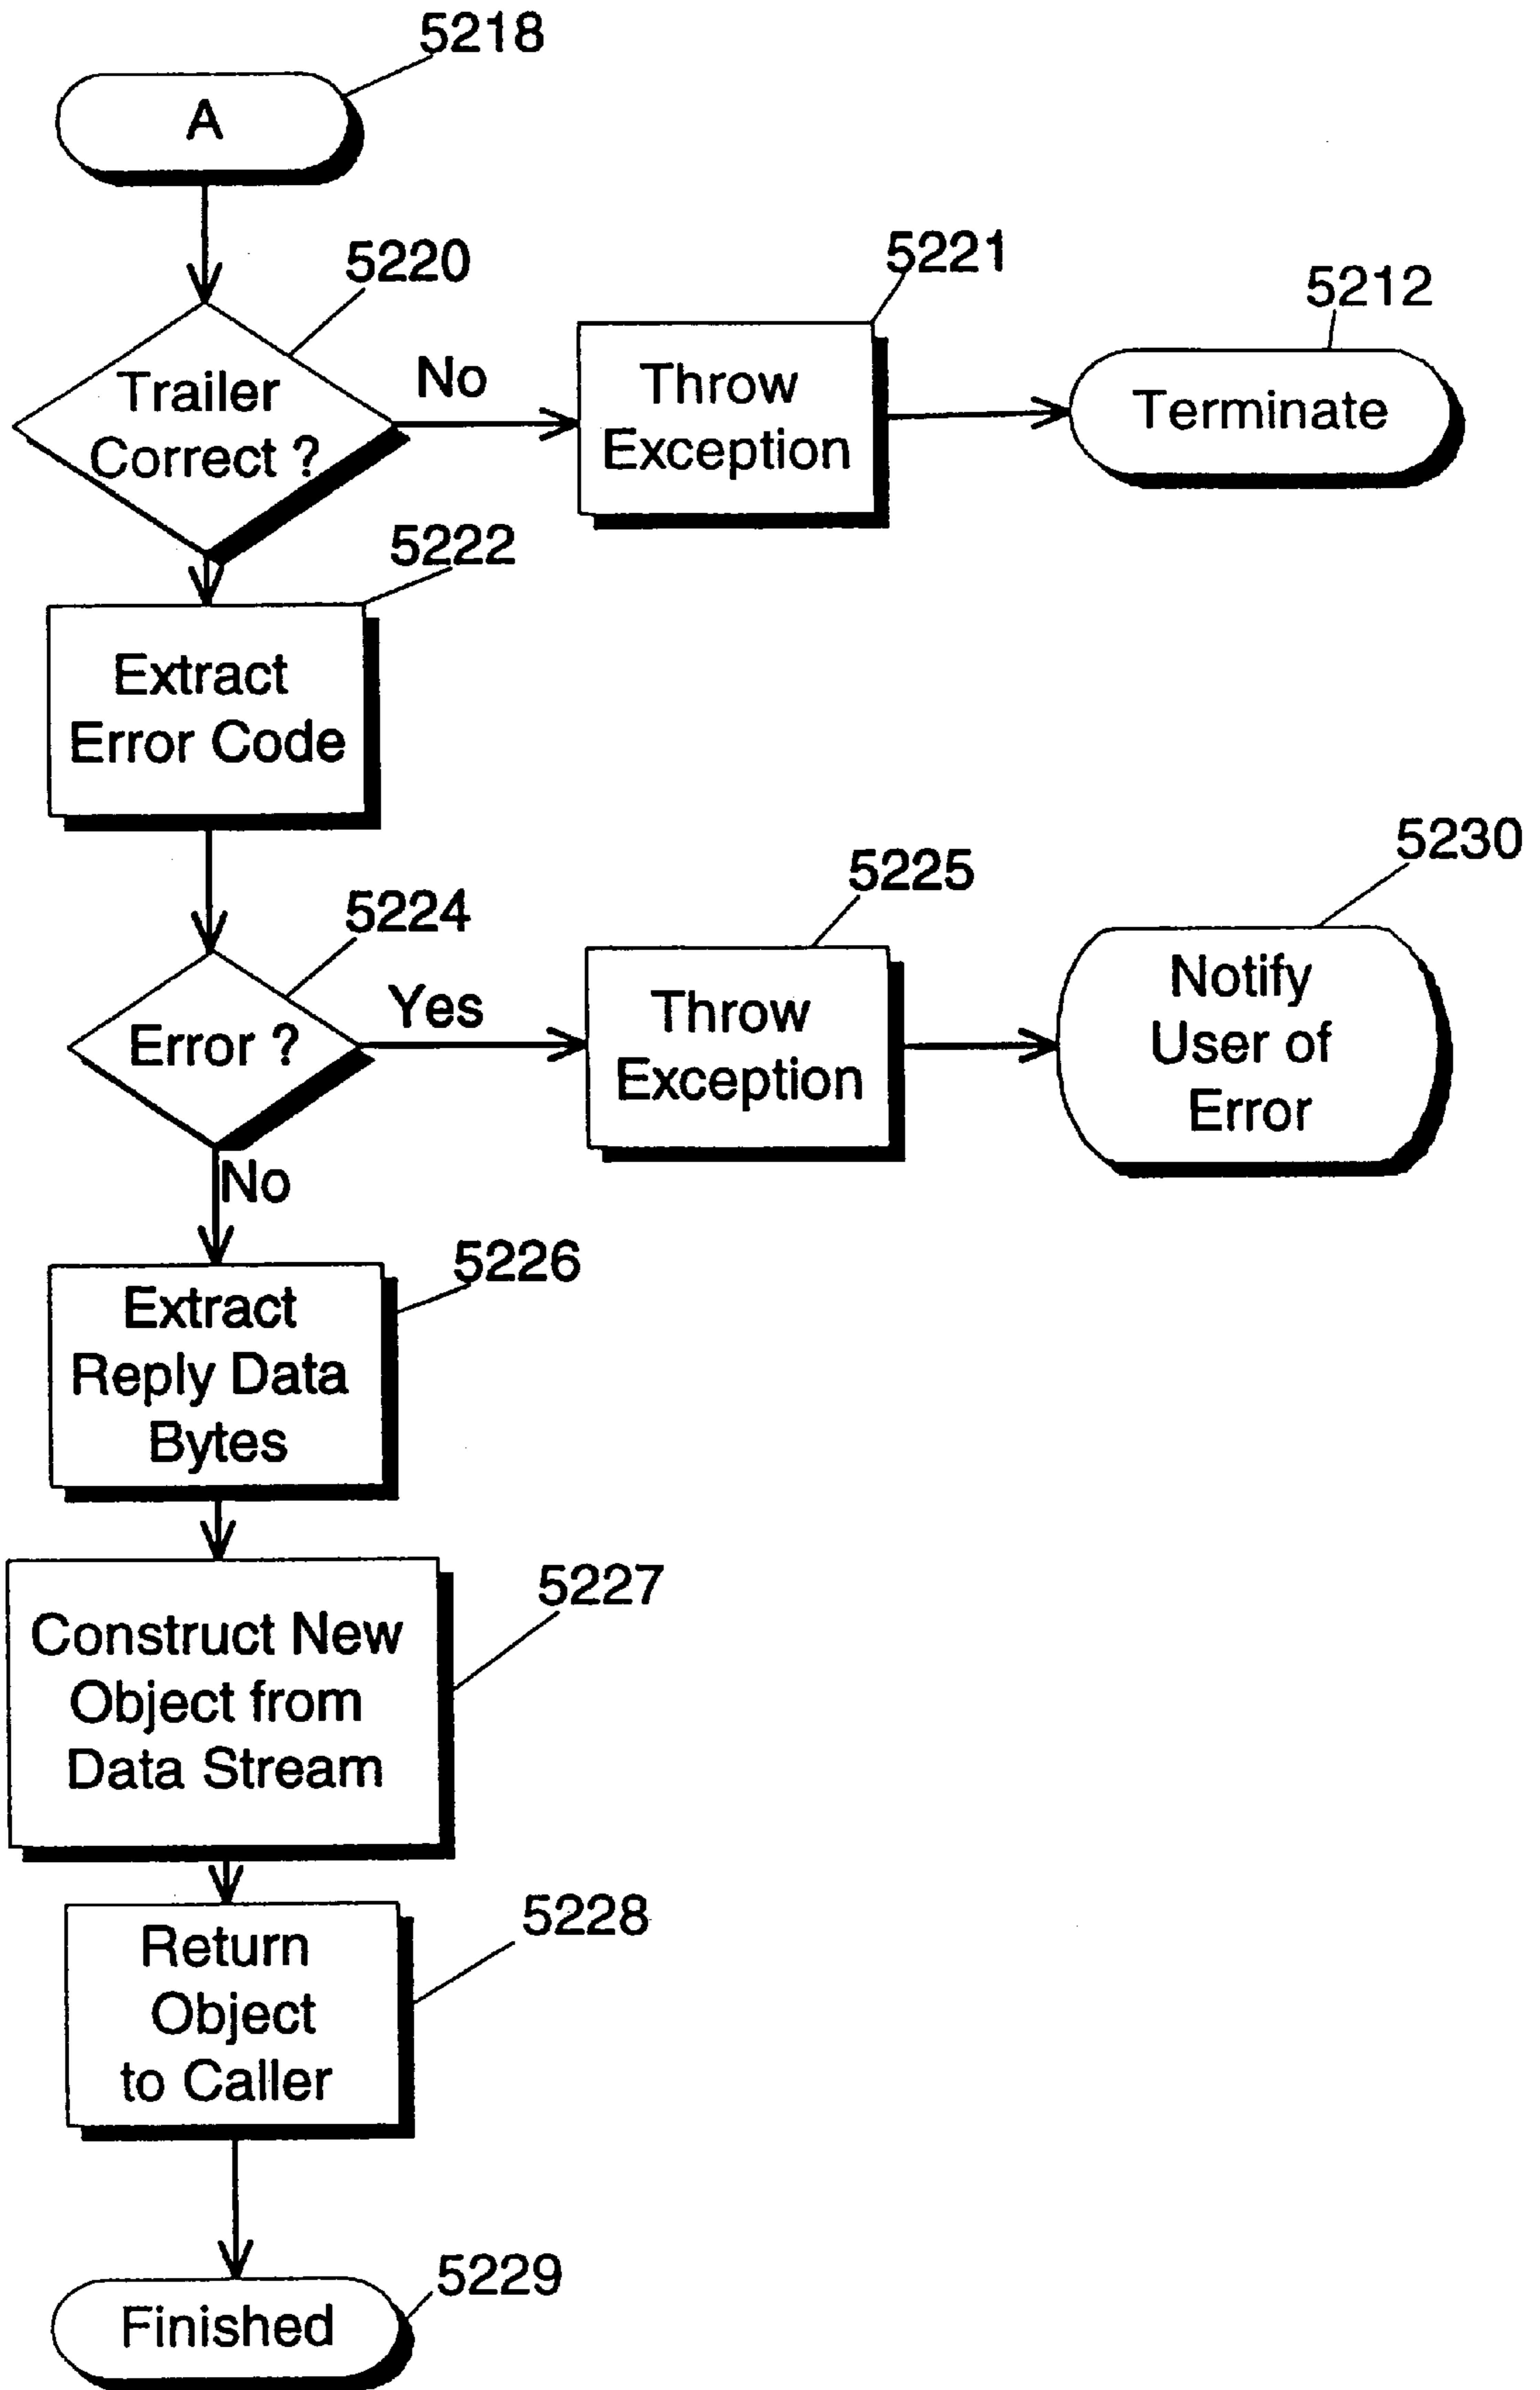 5218
A
5220
5221
5212
Trailer
Correct ?
No
Throw
Exception
Terminate
5222
Extract
Error Code
5224
5225
5230
Error ?
Yes
Throw
Exception
Notify
User of
Error
No
5226
Extract
Reply Data
Bytes
5227
Construct New
Object from
Data Stream
5228
Return
Object
to Caller
5229
Finished